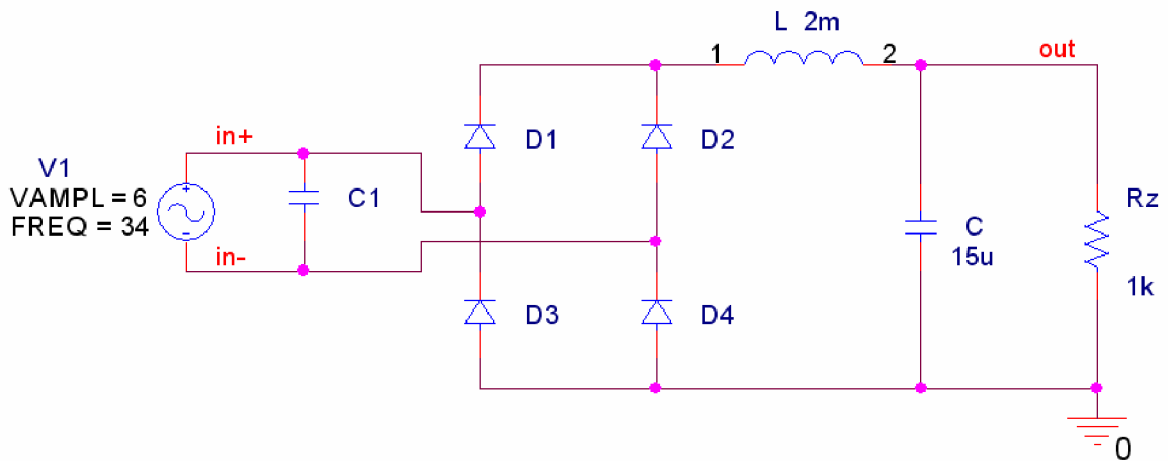 L 2m
1
2
out
D1
D2
in+
V1
VAMPL = 6
FREQ = 34
C1
in-
Rz
C
15u
1k
D3
D4
0